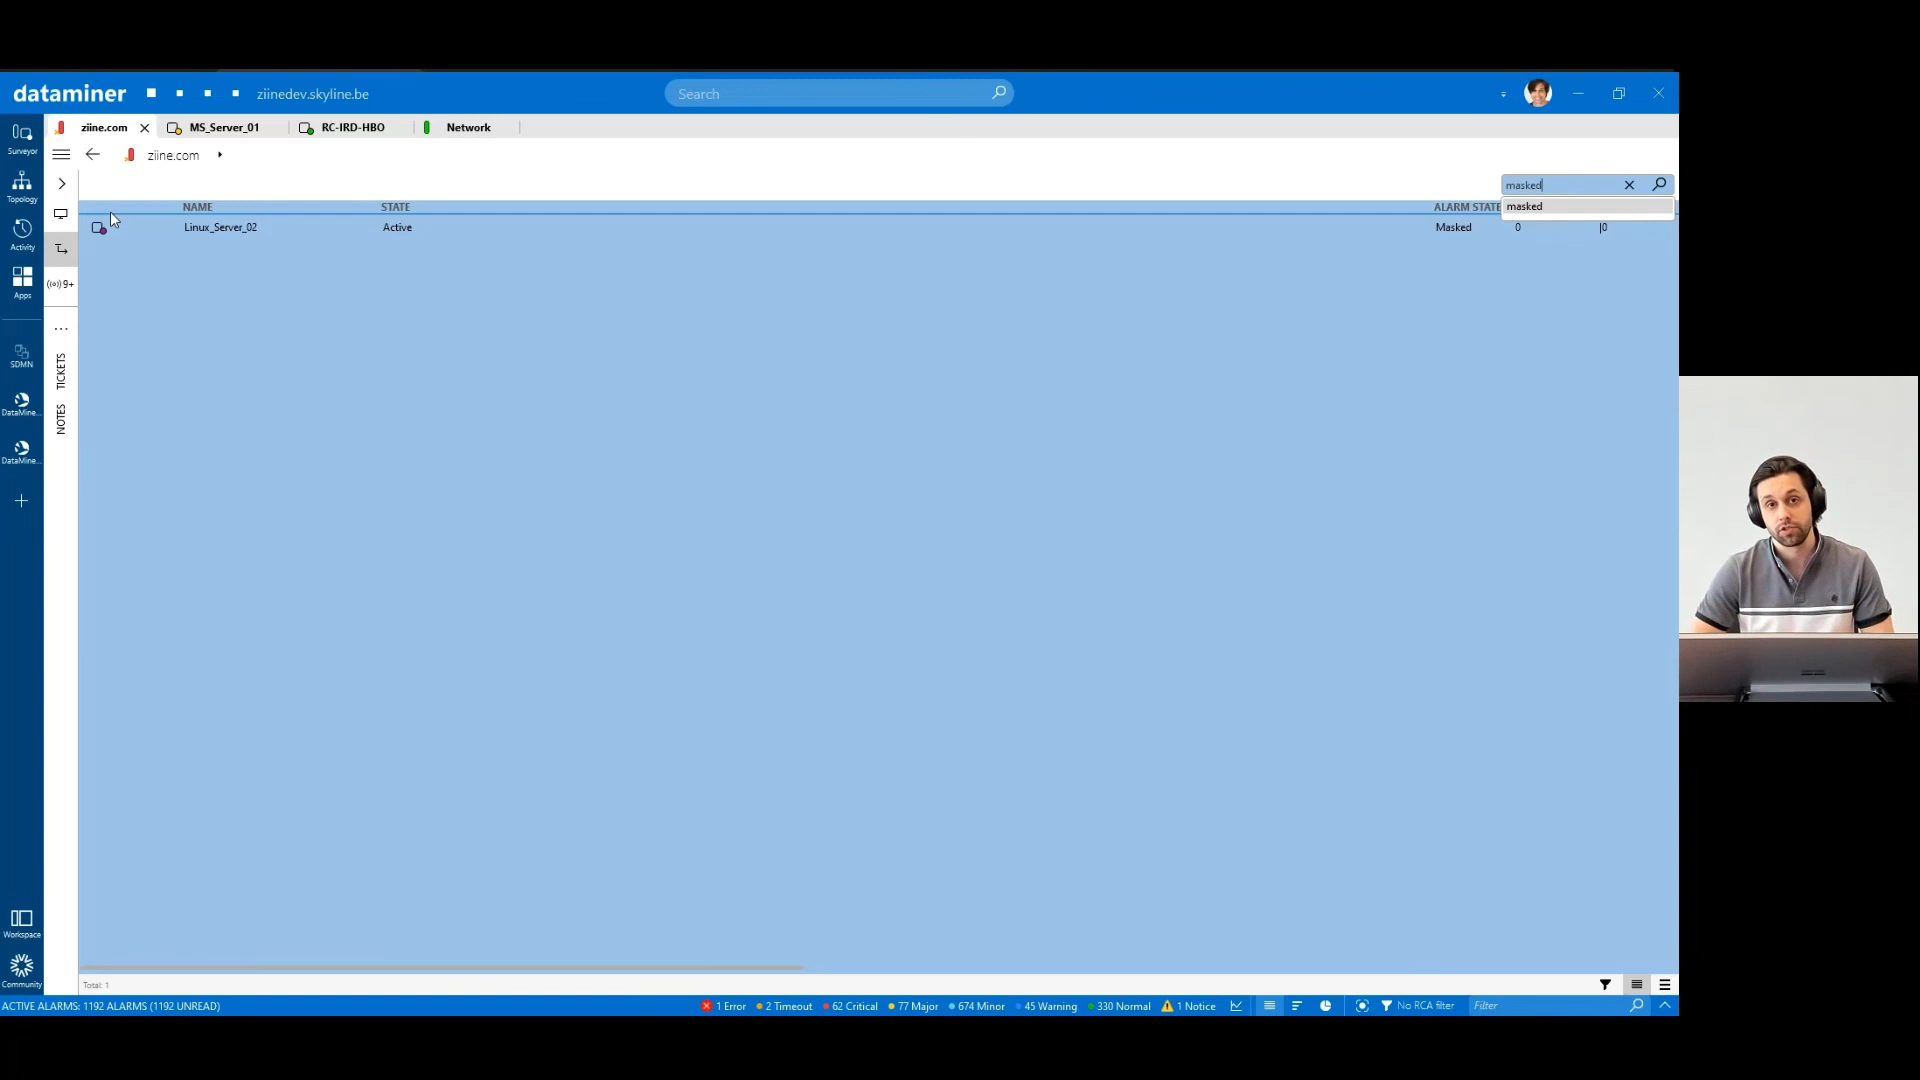 dataminer
ziinedev.skyline.be
Search
ziine.com
MS_Server_01
RC-IRD-HBO
Network
ziine.com
Surveyor
Topology
Activity
Apps
SDMN
DataMine...
DataMine...
Workspace
Community
9+
TICKETS
NOTES
masked
masked
NAME
STATE
ALARM STATE
Linux_Server_02
Active
Masked
0
|0
Total: 1
ACTIVE ALARMS: 1192 ALARMS (1192 UNREAD)
1 Error
2 Timeout
62 Critical
77 Major
674 Minor
45 Warning
330 Normal
1 Notice
No RCA filter
Filter